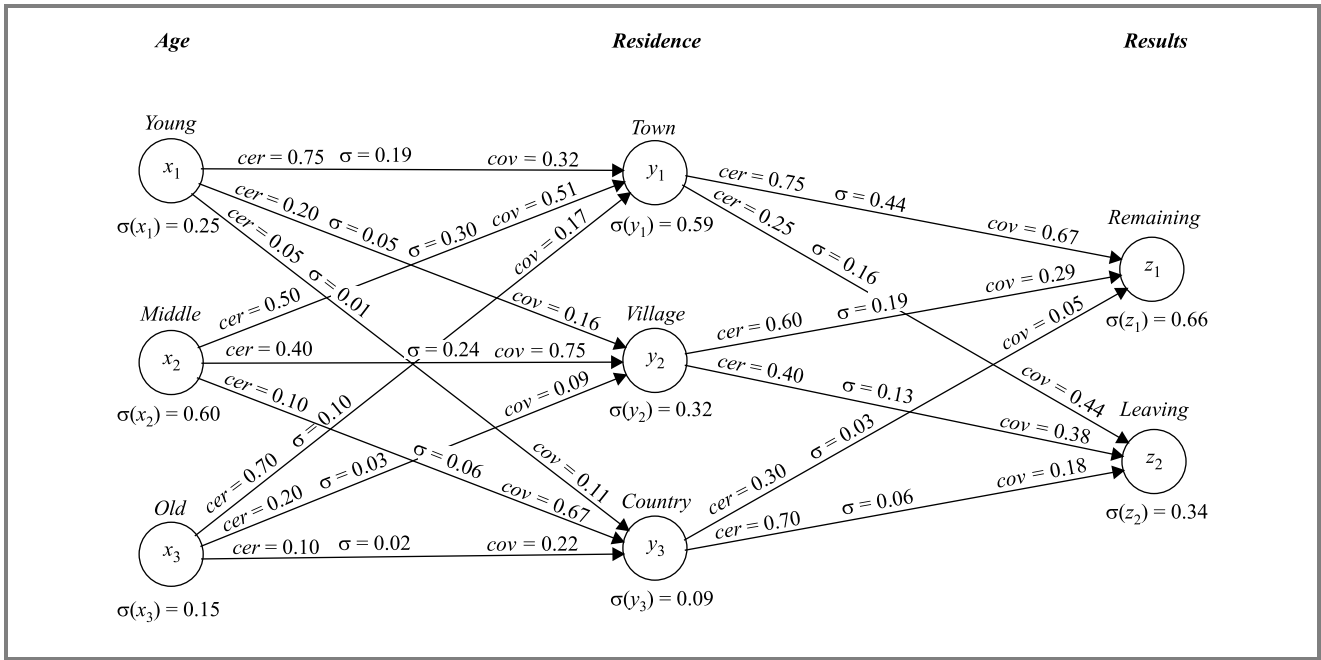 Age Residence Results
Young
x1
σ(x1) = 0.25
cer = 0.75 σ = 0.19 cov = 0.32
cer = 0.20 σ = 0.05 cov = 0.16
cer = 0.05 σ = 0.01 cov = 0.11
Middle
x2
σ(x2) = 0.60
cer = 0.50 σ = 0.30 cov = 0.51
cer = 0.40 σ = 0.24 cov = 0.75
cer = 0.10 σ = 0.06 cov = 0.67
Old
x3
σ(x3) = 0.15
cer = 0.70 σ = 0.10 cov = 0.17
cer = 0.20 σ = 0.03 cov = 0.09
cer = 0.10 σ = 0.02 cov = 0.22
Town
y1
σ(y1) = 0.59
cer = 0.75 σ = 0.44 cov = 0.67
cer = 0.25 σ = 0.16 cov = 0.44
Village
y2
σ(y2) = 0.32
cer = 0.60 σ = 0.19 cov = 0.29
cer = 0.40 σ = 0.13 cov = 0.38
Country
y3
σ(y3) = 0.09
cer = 0.30 σ = 0.03 cov = 0.05
cer = 0.70 σ = 0.06 cov = 0.18
Remaining
z1
σ(z1) = 0.66
Leaving
z2
σ(z2) = 0.34